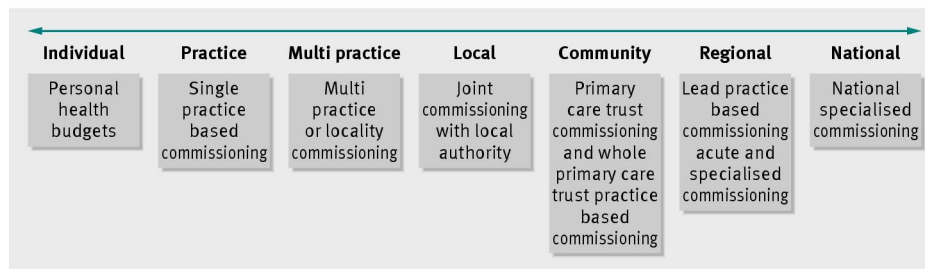 Individual
Practice
Multi practice
Local
Community
Regional
National
Personal
health
budgets
Single
practice
based
commissioning
Multi
practice
or locality
commissioning
Joint
commissioning
with local
authority
Primary
care trust
commissioning
and whole
primary care
trust practice
based
commissioning
Lead practice
based
commissioning
acute and
specialised
commissioning
National
specialised
commissioning